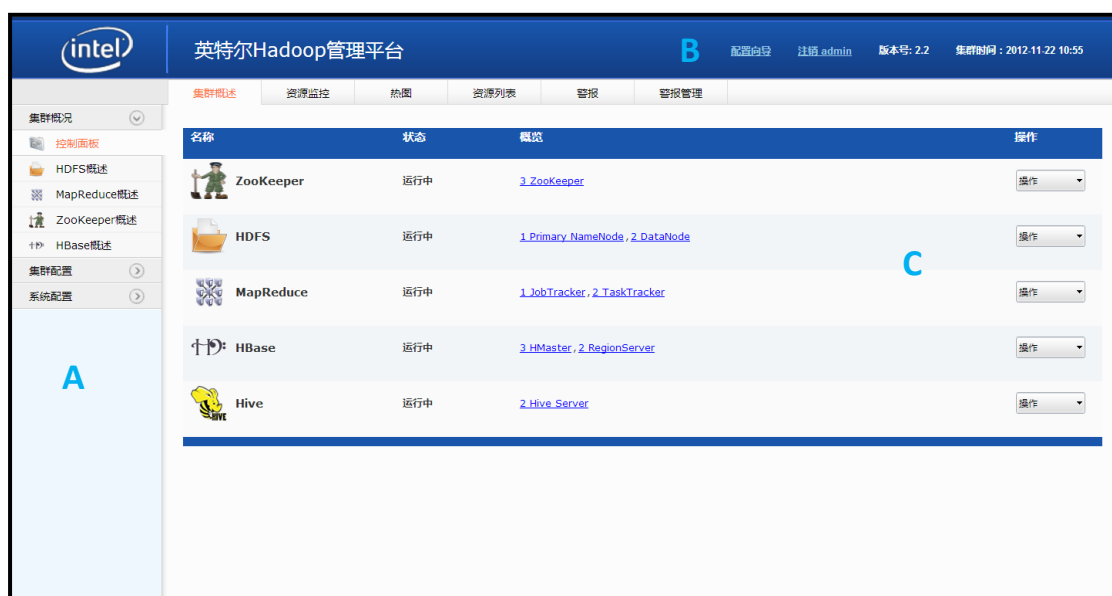 intel
英特尔Hadoop管理平台
B
配置向导 注销 admin 版本号: 2.2 集群时间：2012-11-22 10:55
集群概述 资源监控 热图 资源列表 警报 警报管理
集群概况
控制面板
HDFS概述
MapReduce概述
ZooKeeper概述
HBase概述
集群配置
系统配置
A
名称 状态 概览 操作
ZooKeeper 运行中 3 ZooKeeper 操作
HDFS 运行中 1 Primary NameNode , 2 DataNode 操作
C
MapReduce 运行中 1 JobTracker , 2 TaskTracker 操作
HBase 运行中 3 HMaster , 2 RegionServer 操作
HIVE
Hive 运行中 2 Hive Server 操作